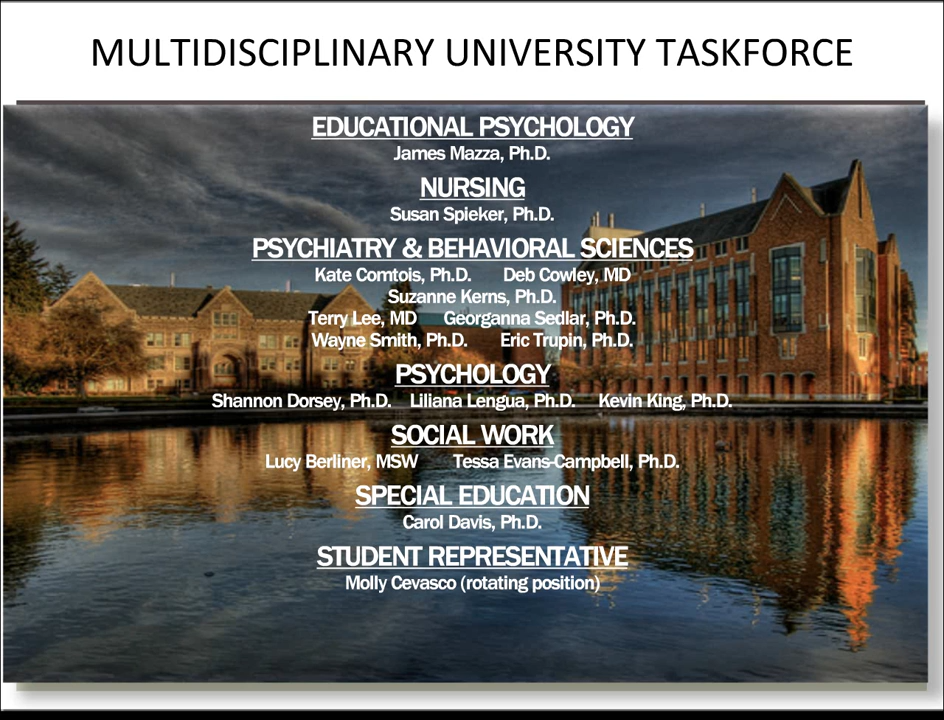 MULTIDISCIPLINARY UNIVERSITY TASKFORCE
EDUCATIONAL PSYCHOLOGY
James Mazza, Ph.D.
NURSING
Susan Spieker, Ph.D.
PSYCHIATRY & BEHAVIORAL SCIENCES
Kate Comtois, Ph.D. Deb Cowley, MD
Suzanne Kerns, Ph.D.
Terry Lee, MD Georganna Sedlar, Ph.D.
Wayne Smith, Ph.D. Eric Trupin, Ph.D.
PSYCHOLOGY
Shannon Dorsey, Ph.D. Liliana Lengua, Ph.D. Kevin King, Ph.D.
SOCIAL WORK
Lucy Berliner, MSW Tessa Evans-Campbell, Ph.D.
SPECIAL EDUCATION
Carol Davis, Ph.D.
STUDENT REPRESENTATIVE
Molly Cevasco (rotating position)